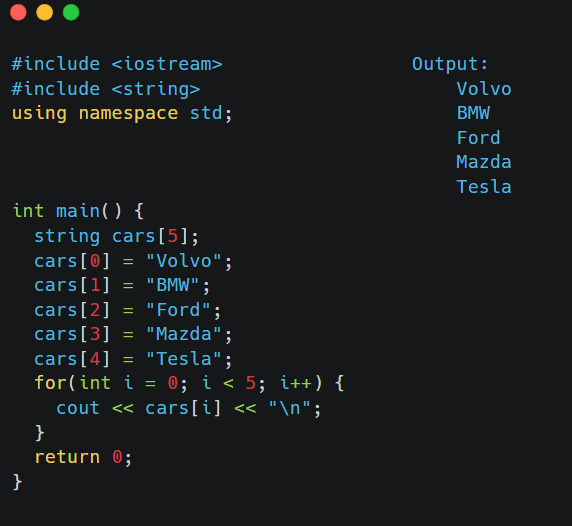 #include <iostream>
#include <string>
using namespace std;
int main() {
  string cars[5];
  cars[0] = "Volvo";
  cars[1] = "BMW";
  cars[2] = "Ford";
  cars[3] = "Mazda";
  cars[4] = "Tesla";
  for(int i = 0; i < 5; i++) {
    cout << cars[i] << "\n";
  }
  return 0;
}
Output:
Volvo
BMW
Ford
Mazda
Tesla